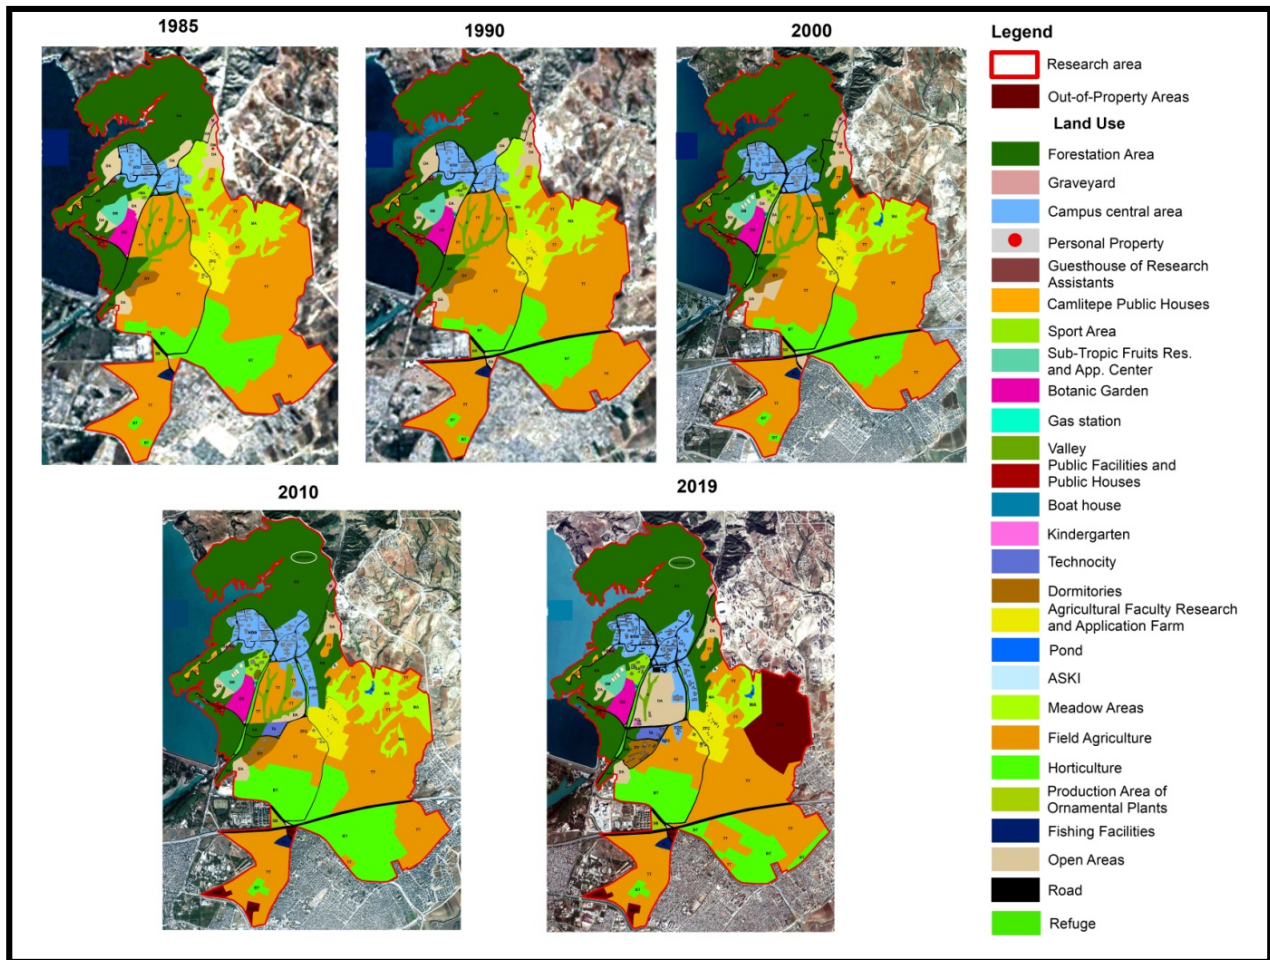 1985
1990
2000
2010
2019
Legend
Research area
Out-of-Property Areas
Land Use
Forestation Area
Graveyard
Campus central area
Personal Property
Guesthouse of Research
Assistants
Camlitepe Public Houses
Sport Area
Sub-Tropic Fruits Res.
and App. Center
Botanic Garden
Gas station
Valley
Public Facilities and
Public Houses
Boat house
Kindergarten
Technocity
Dormitories
Agricultural Faculty Research
and Application Farm
Pond
ASKI
Meadow Areas
Field Agriculture
Horticulture
Production Area of
Ornamental Plants
Fishing Facilities
Open Areas
Road
Refuge